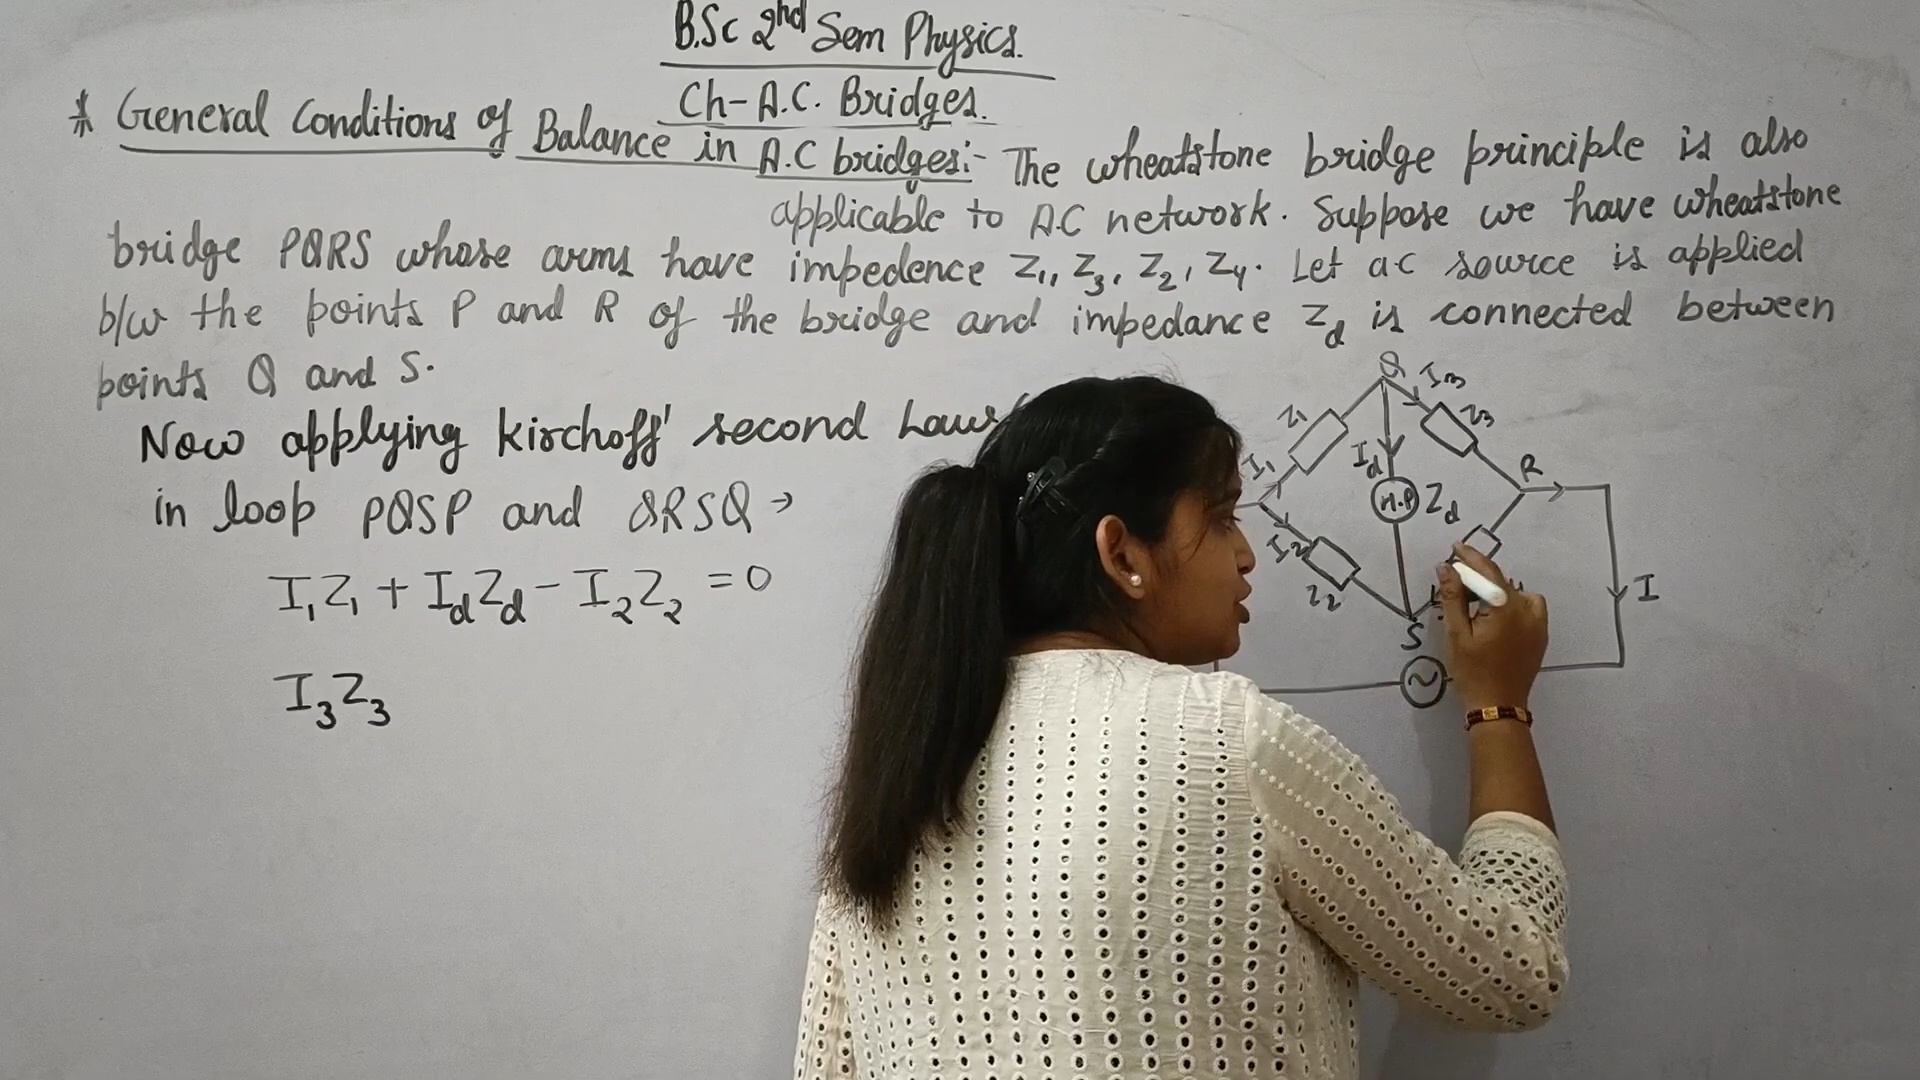 B.Sc 2nd Sem Physics.
Ch- A.C. Bridges.
* General Conditions of Balance in A.C bridges:- The wheatstone bridge principle is also
applicable to A.C network. Suppose we have wheatstone
bridge PQRS whose arms have impedence Z1, Z3, Z2, Z4. Let ac source is applied
b/w the points P and R of the bridge and impedance Zd is connected between
points Q and S.
Now applying kirchoff' second Law
in loop PQSP and QRSQ →
I1Z1 + IdZd - I2Z2 = 0
I3Z3
Q
I3
Z1
Z3
I1
Id
H.P
Zd
R
I2
Z2
S
I
~